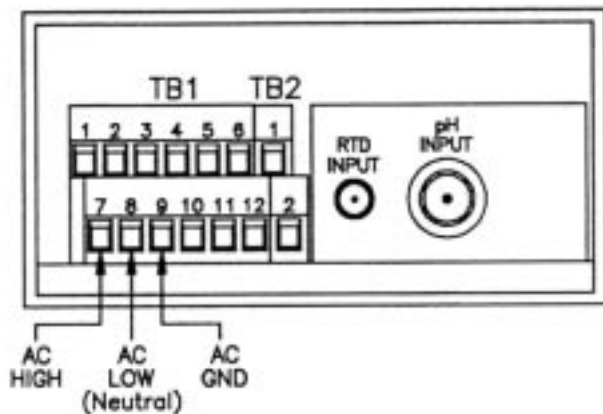 TB1 TB2
1 2 3 4 5 6 1
7 8 9 10 11 12 2
RTD
INPUT
pH
INPUT
AC
HIGH
AC
LOW
(Neutral)
AC
GND